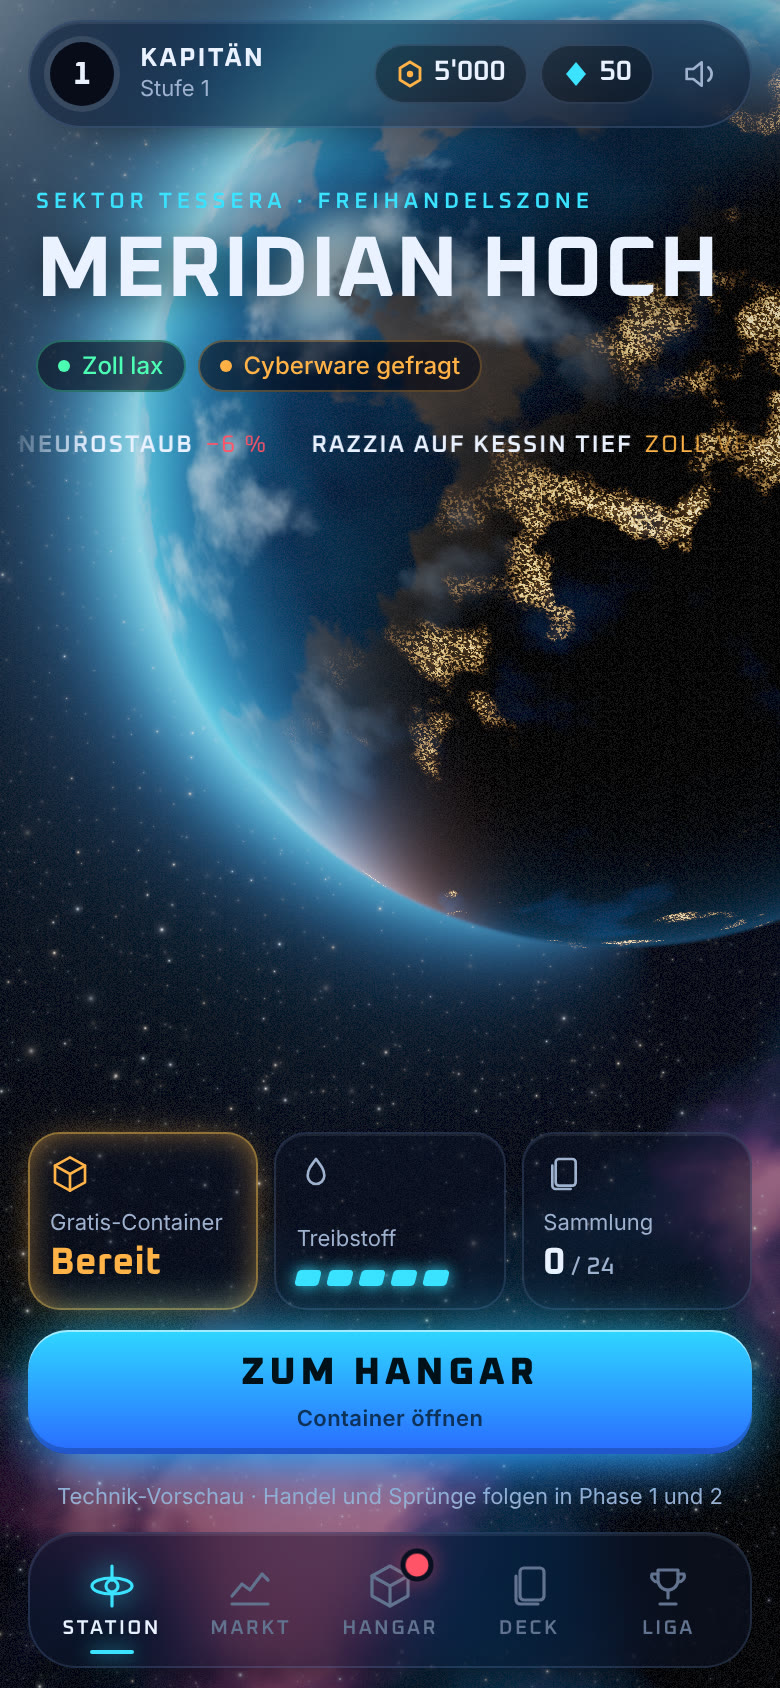 1
KAPITÄN
Stufe 1
5'000
50
SEKTOR TESSERA · FREIHANDELSZONE
MERIDIAN HOCH
Zoll lax
Cyberware gefragt
NEUROSTAUB −5 % RAZZIA AUF KESSIN TIEF ZOLL
Gratis-Container
Bereit
Treibstoff
Sammlung
0 / 24
ZUM HANGAR
Container öffnen
Technik-Vorschau · Handel und Sprünge folgen in Phase 1 und 2
STATION
MARKT
HANGAR
DECK
LIGA